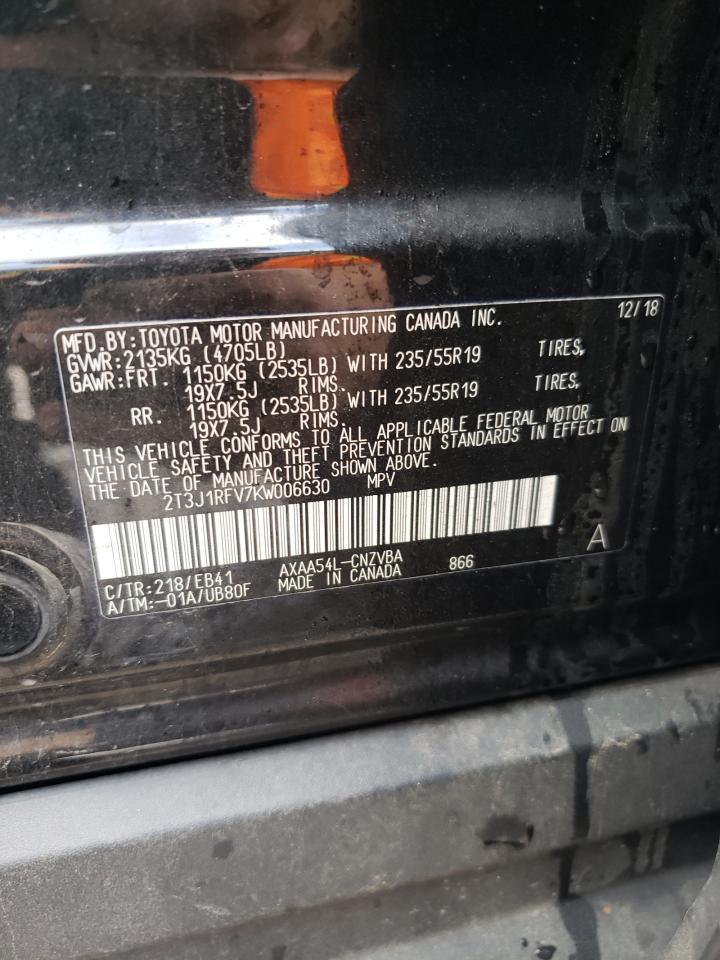 MFD.BY:TOYOTA MOTOR MANUFACTURING CANADA INC. 12/18
GVWR:2135KG (4705LB)
GAWR:FRT. 1150KG (2535LB) WITH 235/55R19 TIRES,
19X7.5J RIMS.
RR. 1150KG (2535LB) WITH 235/55R19 TIRES,
19X7.5J RIMS.
THIS VEHICLE CONFORMS TO ALL APPLICABLE FEDERAL MOTOR
VEHICLE SAFETY AND THEFT PREVENTION STANDARDS IN EFFECT ON
THE DATE OF MANUFACTURE SHOWN ABOVE.
2T3J1RFV7KW006630 MPV
A
C/TR:218/EB41 AXAA54L-CNZVBA 866
A/TM:-01A/UB80F MADE IN CANADA